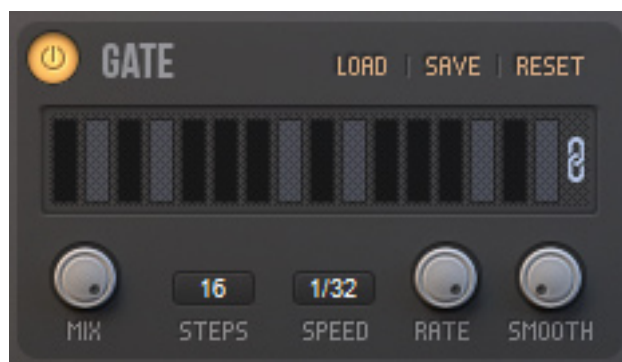 GATE LOAD | SAVE | RESET
16 1/32
MIX STEPS SPEED RATE SMOOTH